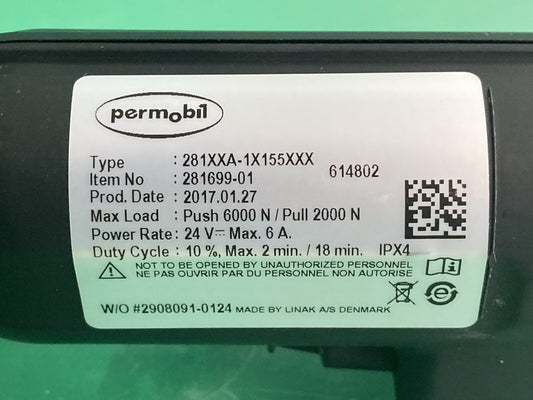 permobil
Type : 281XXA-1X155XXX
614802
Item No : 281699-01
Prod. Date : 2017.01.27
Max Load : Push 6000 N / Pull 2000 N
Power Rate: 24 V⎓ Max. 6 A.
Duty Cycle : 10 %, Max. 2 min. / 18 min. IPX4
NOT TO BE OPENED BY UNAUTHORIZED PERSONNEL
NE PAS OUVRIR PAR DU PERSONNEL NON AUTORISE
W/O #2908091-0124 MADE BY LINAK A/S DENMARK